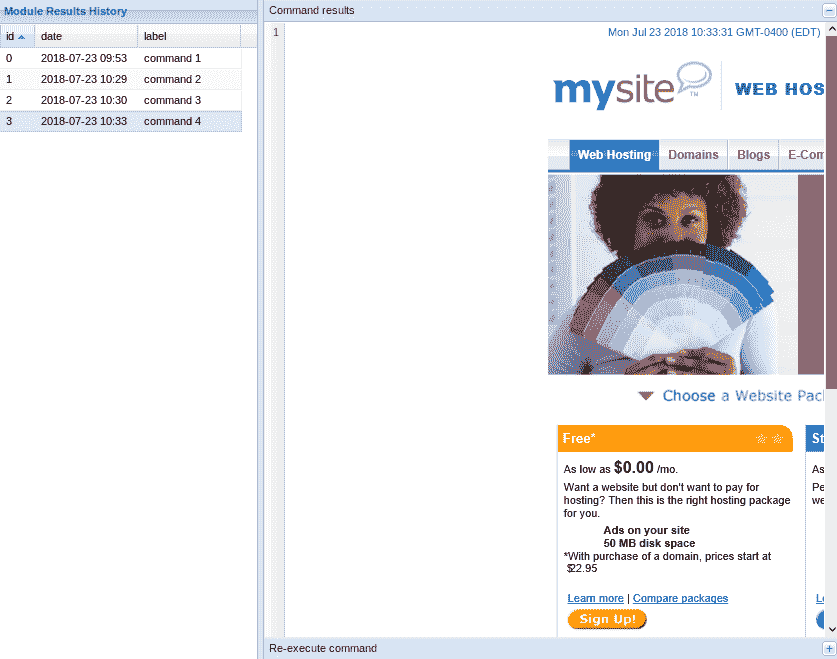 Module Results History
id date label
0 2018-07-23 09:53 command 1
1 2018-07-23 10:29 command 2
2 2018-07-23 10:30 command 3
3 2018-07-23 10:33 command 4
Command results
1
Mon Jul 23 2018 10:33:31 GMT-0400 (EDT)
mysite TM WEB HOS
Web Hosting Domains Blogs E-Com
Choose a Website Pac
Free* St
As low as $0.00 /mo. As
Want a website but don't want to pay for Pe
hosting? Then this is the right hosting package we
for you.
Ads on your site
50 MB disk space
*With purchase of a domain, prices start at
$22.95
Learn more | Compare packages
Sign Up!
Re-execute command